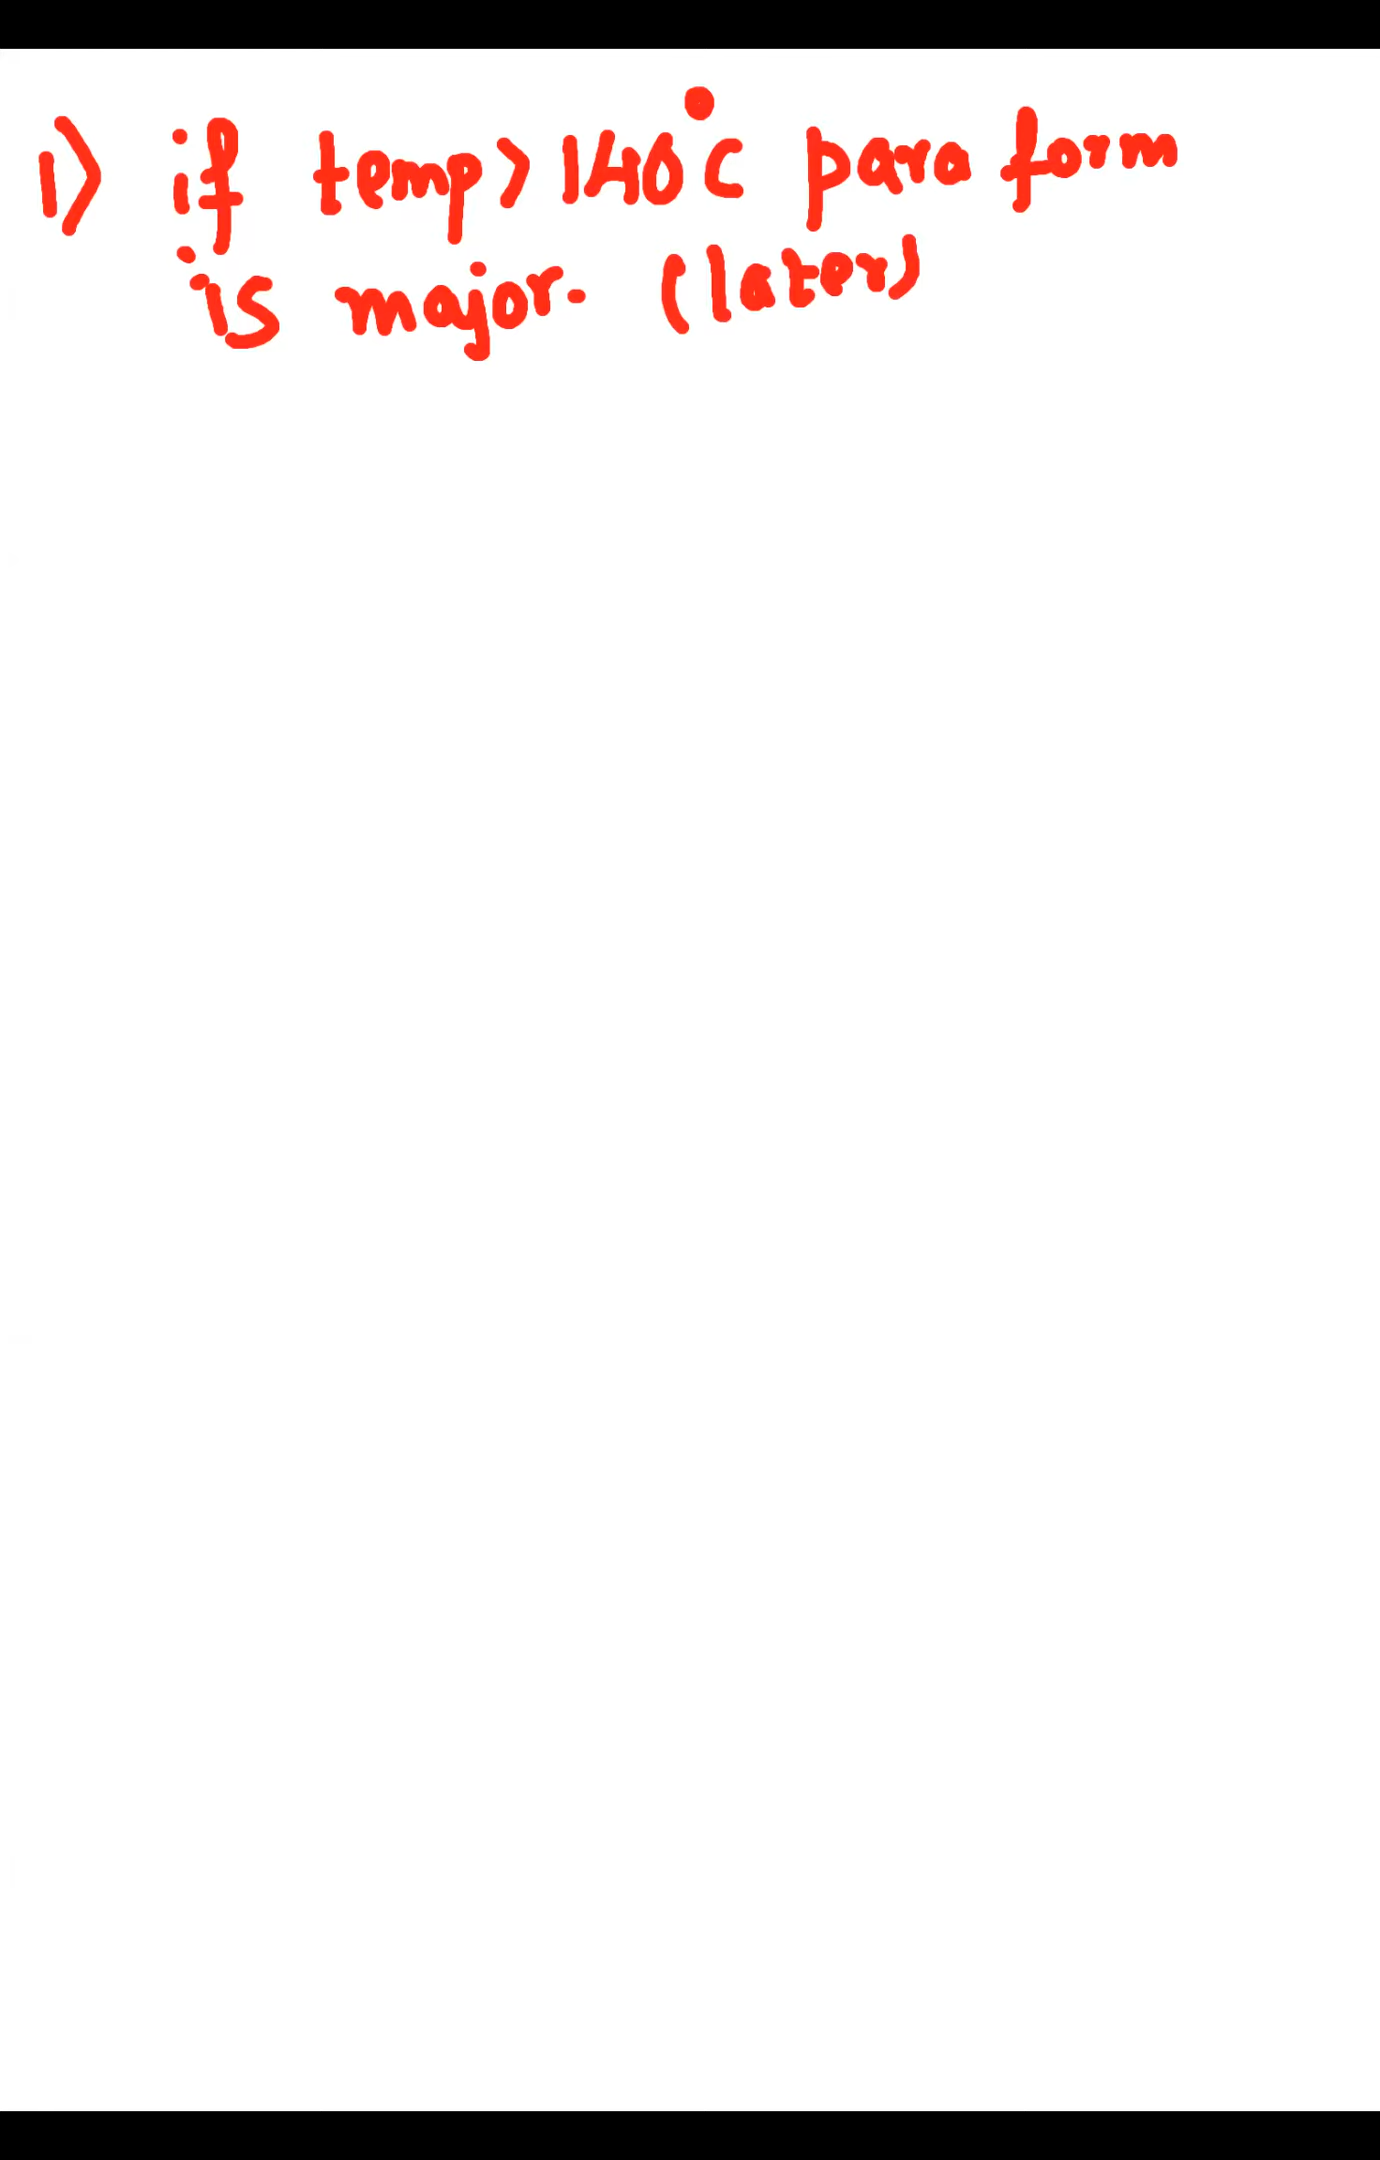 1) if temp > 140°C para form
is major. (later)